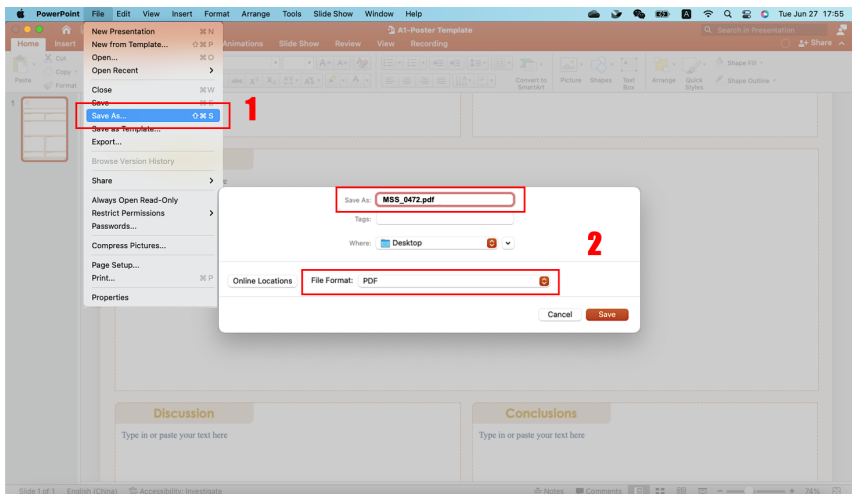 PowerPoint File Edit View Insert Format Arrange Tools Slide Show Window Help Tue Jun 27 17:55
A1-Poster Template
Search in Presentation
Home Insert Animations Slide Show Review View Recording Share
Paste
Cut
Copy
Format
Convert to SmartArt
Picture
Shapes
Text Box
Arrange
Quick Styles
Shape Fill
Shape Outline
New Presentation ⌘ N
New from Template... ⇧⌘ P
Open... ⌘ O
Open Recent
Close ⌘ W
Save ⌘ S
Save As... ⇧⌘ S
Save as Template...
Export...
Browse Version History
Share
Always Open Read-Only
Restrict Permissions
Passwords...
Compress Pictures...
Page Setup...
Print... ⌘ P
Properties
1
1
Save As: MSS_0472.pdf
Tags:
Where: Desktop
2
Online Locations File Format: PDF
Cancel Save
Discussion
Type in or paste your text here
Conclusions
Type in or paste your text here
Slide 1 of 1 English (China) Accessibility: Investigate Notes Comments 74%